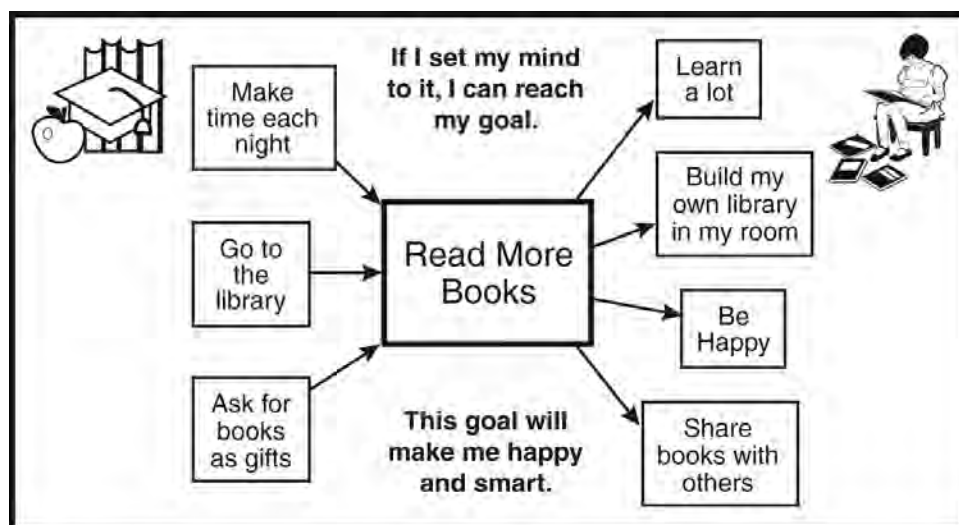 Make
time each
night
Go to
the
library
Ask for
books
as gifts
If I set my mind
to it, I can reach
my goal.
Read More
Books
This goal will
make me happy
and smart.
Learn
a lot
Build my
own library
in my room
Be
Happy
Share
books with
others